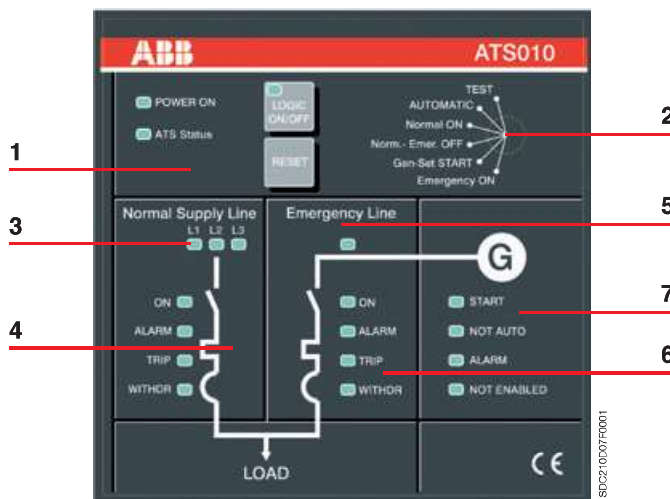 ABB ATS010
POWER ON
ATS Status
LOGIC
ON/OFF
RESET
TEST
AUTOMATIC
Normal ON
Norm.- Emer. OFF
Gen-Set START
Emergency ON
1
2
Normal Supply Line
L1 L2 L3
Emergency Line
3
5
G
ON
ALARM
TRIP
WITHDR
4
ON
ALARM
TRIP
WITHDR
6
START
NOT AUTO
ALARM
NOT ENABLED
7
LOAD
CE
SDC210D07F0001